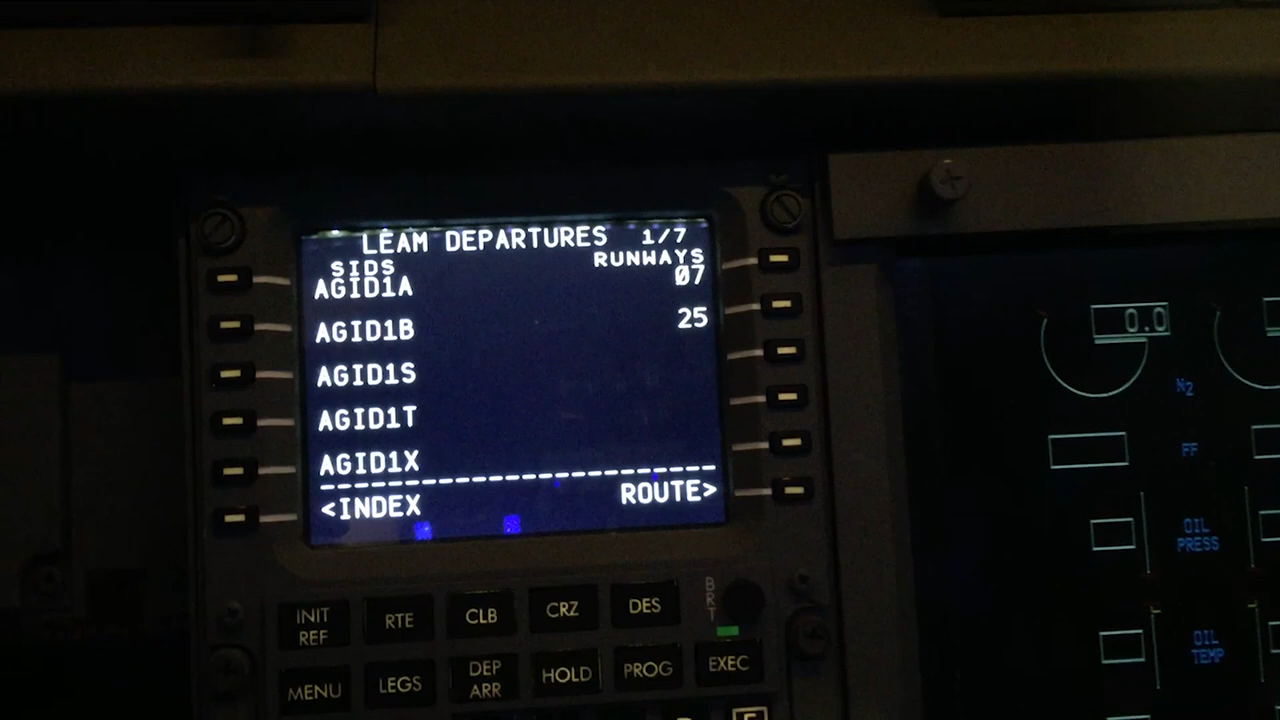 LEAM DEPARTURES 1/7
SIDS RUNWAYS
AGID1A 07
AGID1B 25
AGID1S
AGID1T
AGID1X
--------------------------
<INDEX ROUTE>
INIT REF
RTE
CLB
CRZ
DES
BRT
MENU
LEGS
DEP ARR
HOLD
PROG
EXEC
0.0
N2
FF
OIL
PRESS
OIL
TEMP